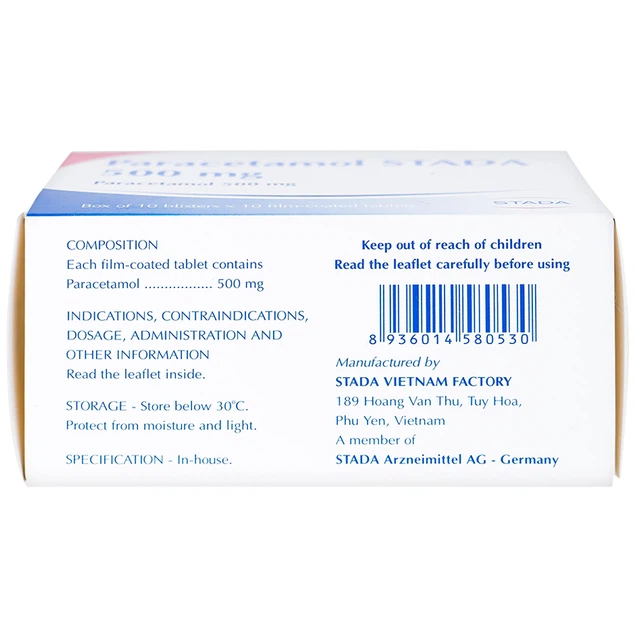 Paracetamol STADA
500 mg
Paracetamol 500 mg
Box of 10 blisters × 10 film-coated tablets
STADA
COMPOSITION
Each film-coated tablet contains
Paracetamol ................. 500 mg
INDICATIONS, CONTRAINDICATIONS,
DOSAGE, ADMINISTRATION AND
OTHER INFORMATION
Read the leaflet inside.
STORAGE - Store below 30°C.
Protect from moisture and light.
SPECIFICATION - In-house.
Keep out of reach of children
Read the leaflet carefully before using
8 936014 580530
Manufactured by
STADA VIETNAM FACTORY
189 Hoang Van Thu, Tuy Hoa,
Phu Yen, Vietnam
A member of
STADA Arzneimittel AG - Germany